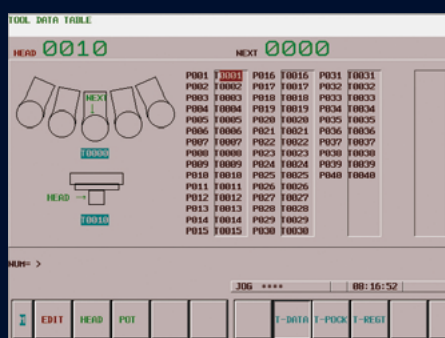 TOOL DATA TABLE
HEAD 0010 NEXT 0000
P001 T0001 P016 T0016 P031 T0031
P002 T0002 P017 T0017 P032 T0032
P003 T0003 P018 T0018 P033 T0033
P004 T0004 P019 T0019 P034 T0034
P005 T0005 P020 T0020 P035 T0035
P006 T0006 P021 T0021 P036 T0036
P007 T0007 P022 T0022 P037 T0037
P008 T0008 P023 T0023 P038 T0038
P009 T0009 P024 T0024 P039 T0039
P010 T0010 P025 T0025 P040 T0040
P011 T0011 P026 T0026
P012 T0012 P027 T0027
P013 T0013 P028 T0028
P014 T0014 P029 T0029
P015 T0015 P030 T0030
NEXT
T0000
HEAD
T0010
NUM= >
JOG **** 08:16:52
EDIT HEAD POT T-DATA T-POCK T-REGT